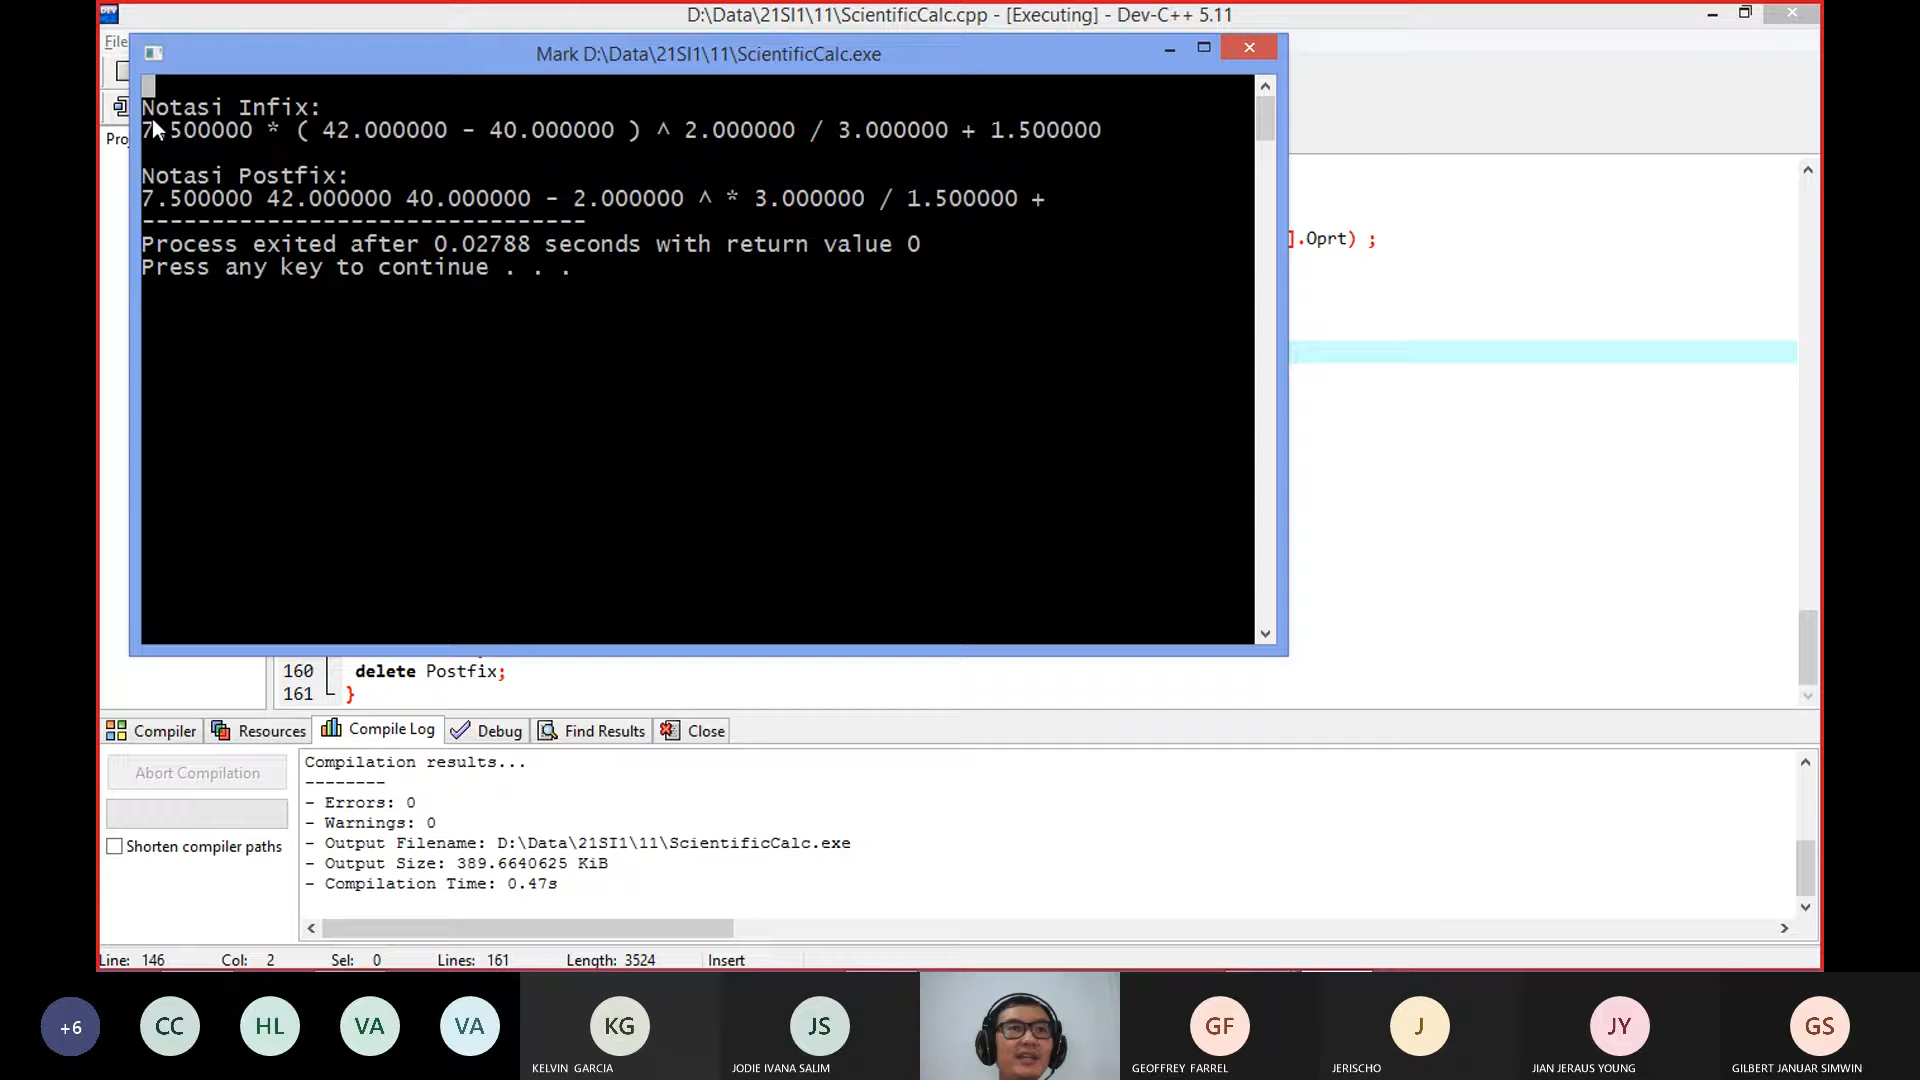 D:\Data\21SI1\11\ScientificCalc.cpp - [Executing] - Dev-C++ 5.11
File
Mark D:\Data\21SI1\11\ScientificCalc.exe
Notasi Infix:
7.500000 * ( 42.000000 - 40.000000 ) ^ 2.000000 / 3.000000 + 1.500000
Notasi Postfix:
7.500000 42.000000 40.000000 - 2.000000 ^ * 3.000000 / 1.500000 +
--------------------------------
Process exited after 0.02788 seconds with return value 0
Press any key to continue . . .
].Oprt) ;
160 delete Postfix;
161 }
Compiler Resources Compile Log Debug Find Results Close
Abort Compilation
Shorten compiler paths
Compilation results...
--------
- Errors: 0
- Warnings: 0
- Output Filename: D:\Data\21SI1\11\ScientificCalc.exe
- Output Size: 389.6640625 KiB
- Compilation Time: 0.47s
Line: 146 Col: 2 Sel: 0 Lines: 161 Length: 3524 Insert
+6 CC HL VA VA KG JS GF J JY GS
KELVIN GARCIA JODIE IVANA SALIM GEOFFREY FARREL JERISCHO JIAN JERAUS YOUNG GILBERT JANUAR SIMWIN